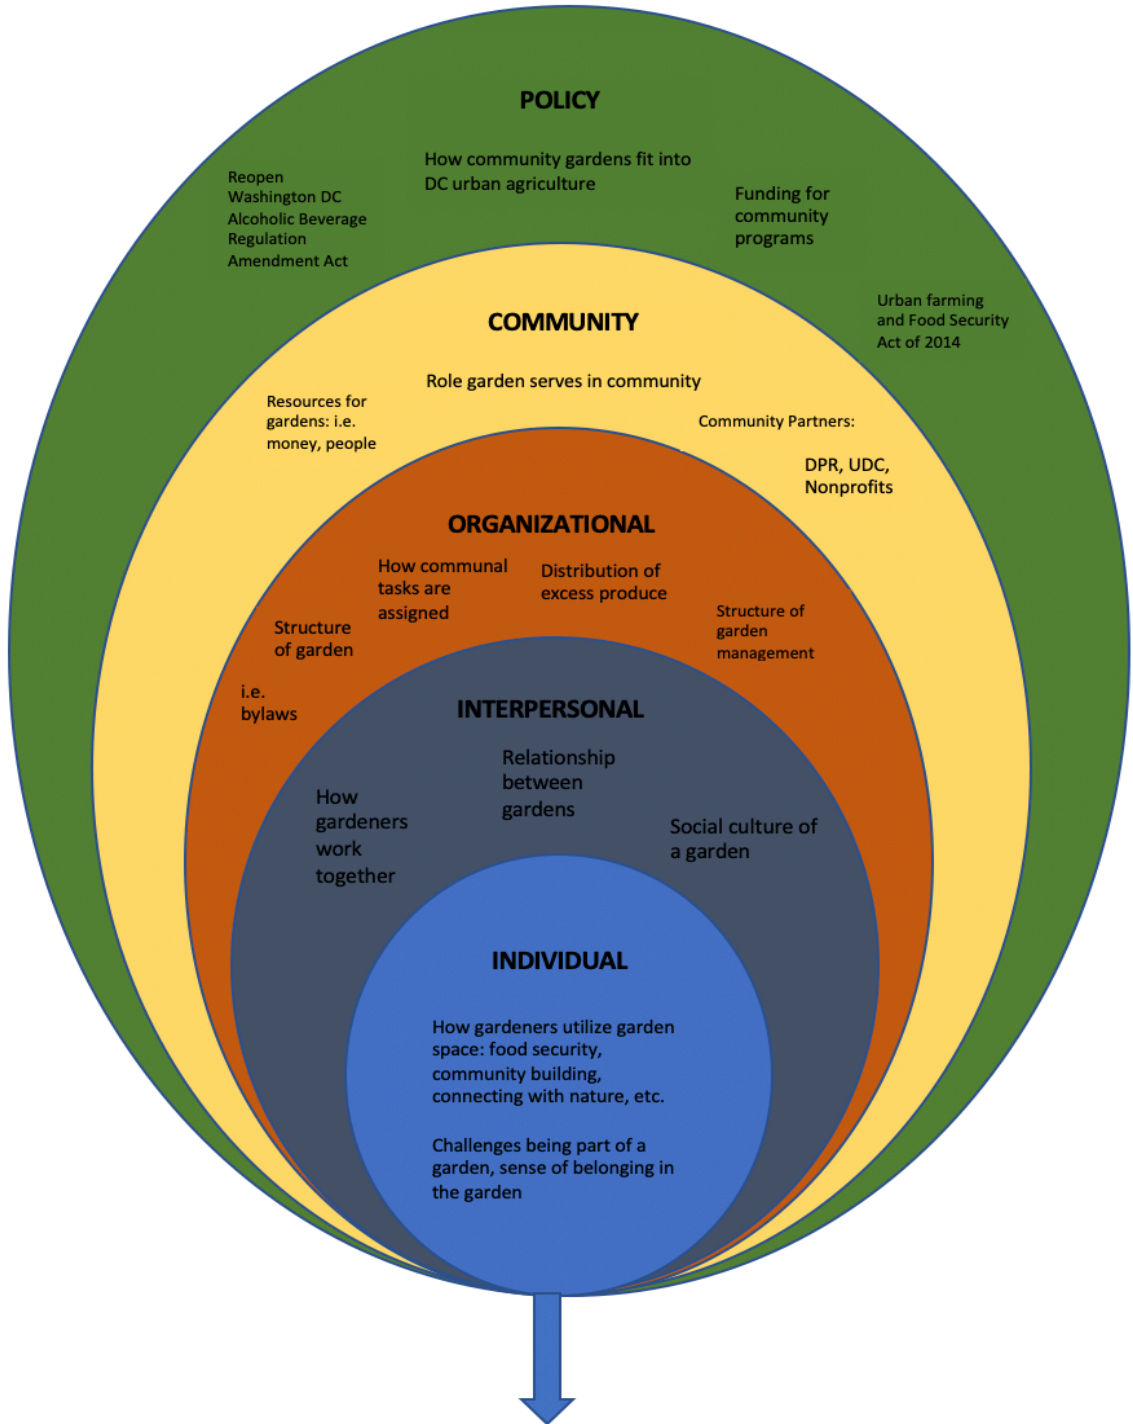 POLICY
How community gardens fit into
DC urban agriculture
Reopen
Washington DC
Alcoholic Beverage
Regulation
Amendment Act
Funding for
community
programs
Urban farming
and Food Security
Act of 2014
COMMUNITY
Role garden serves in community
Resources for
gardens: i.e.
money, people
Community Partners:
DPR, UDC,
Nonprofits
ORGANIZATIONAL
How communal
tasks are
assigned
Distribution of
excess produce
Structure of
garden
management
Structure
of garden
i.e.
bylaws
INTERPERSONAL
Relationship
between
gardens
How
gardeners
work
together
Social culture of
a garden
INDIVIDUAL
How gardeners utilize garden
space: food security,
community building,
connecting with nature, etc.
Challenges being part of a
garden, sense of belonging in
the garden